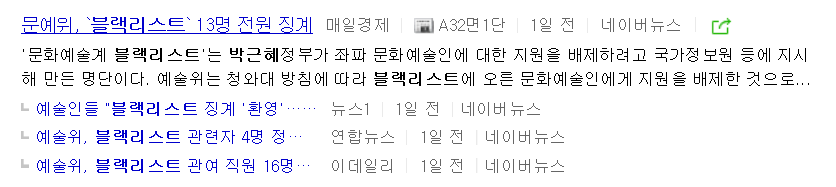 문예위, `블랙리스트` 13명 전원 징계 매일경제 A32면1단 1일 전 네이버뉴스
'문화예술계 블랙리스트'는 박근혜정부가 좌파 문화예술인에 대한 지원을 배제하려고 국가정보원 등에 지시
해 만든 명단이다. 예술위는 청와대 방침에 따라 블랙리스트에 오른 문화예술인에게 지원을 배제한 것으로...
예술인들 "블랙리스트 징계 '환영'…… 뉴스1 1일 전 네이버뉴스
예술위, 블랙리스트 관련자 4명 정… 연합뉴스 1일 전 네이버뉴스
예술위, 블랙리스트 관여 직원 16명… 이데일리 1일 전 네이버뉴스